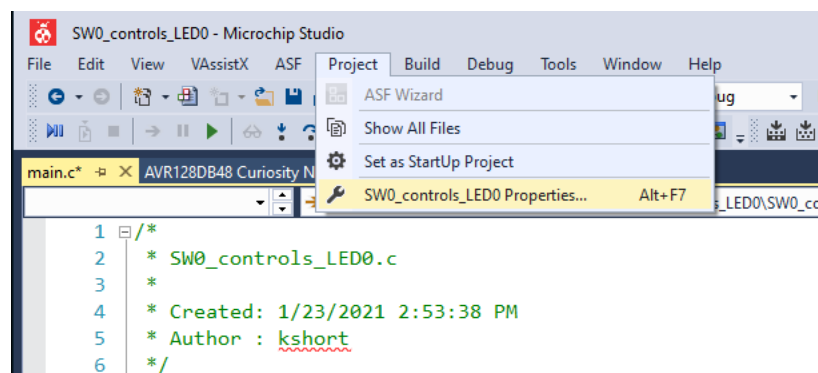 SW0_controls_LED0 - Microchip Studio
File Edit View VAssistX ASF Project Build Debug Tools Window Help
ASF Wizard
ug
Show All Files
Set as StartUp Project
main.c* AVR128DB48 Curiosity N
SW0_controls_LED0 Properties... Alt+F7
_LED0\SW0_co
1 /*
2 * SW0_controls_LED0.c
3 *
4 * Created: 1/23/2021 2:53:38 PM
5 * Author : kshort
6 */